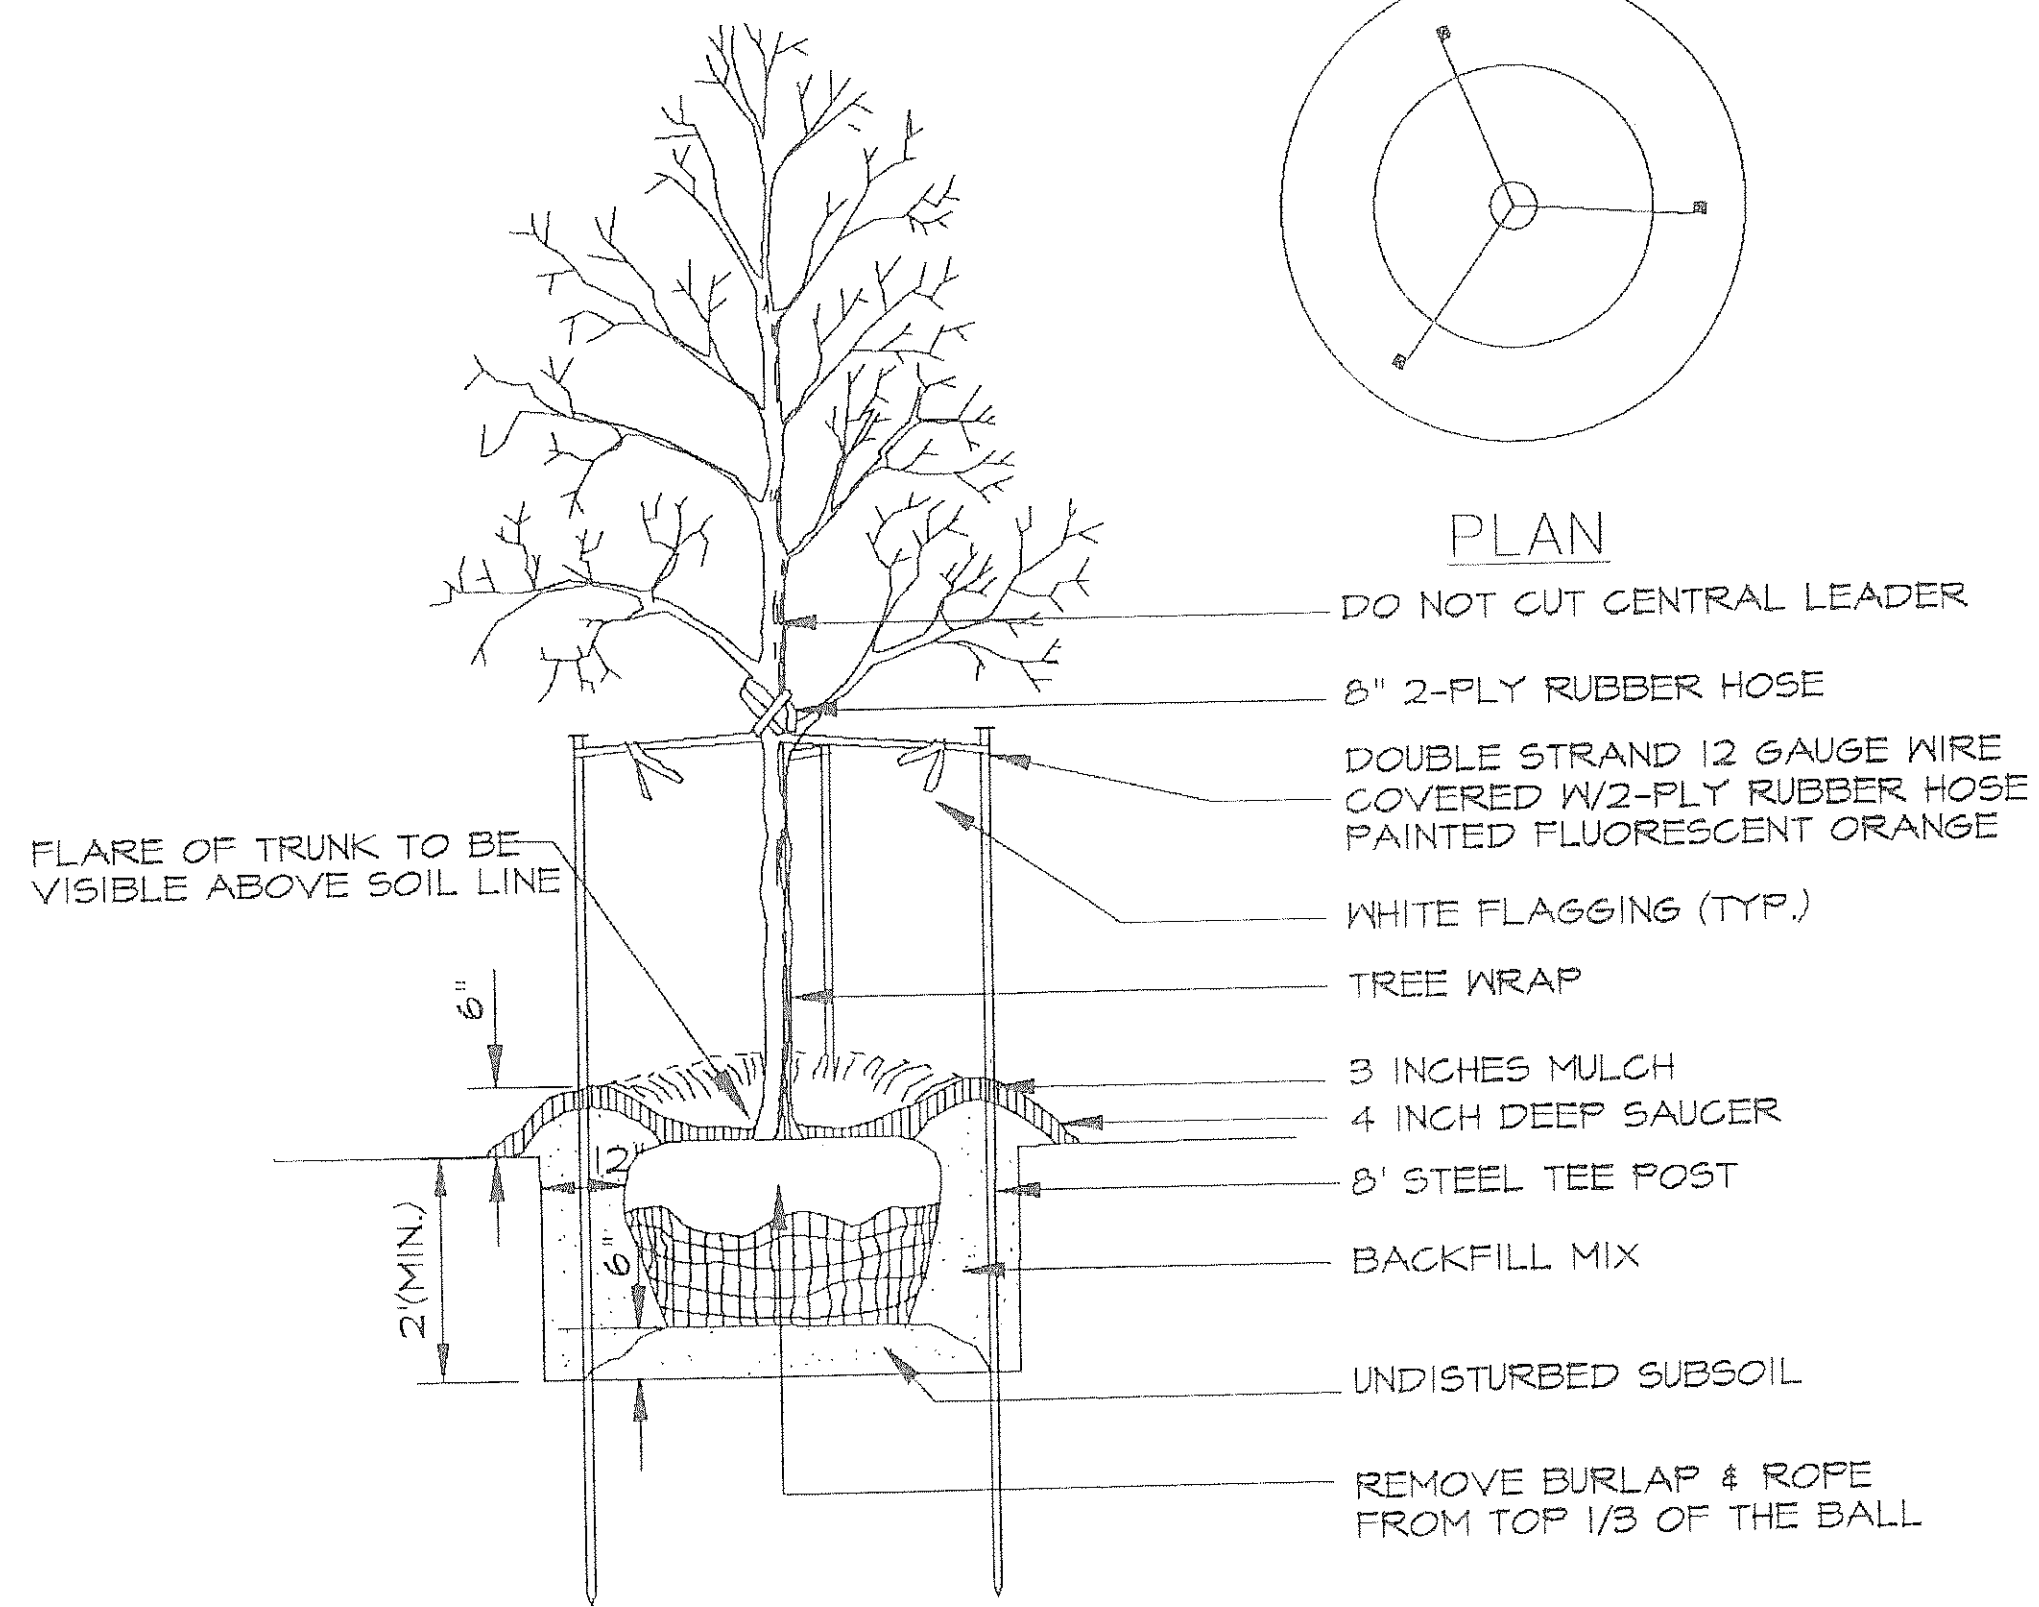 PLAN
DO NOT CUT CENTRAL LEADER
8" 2-PLY RUBBER HOSE
DOUBLE STRAND 12 GAUGE WIRE
COVERED W/2-PLY RUBBER HOSE
PAINTED FLUORESCENT ORANGE
FLARE OF TRUNK TO BE
VISIBLE ABOVE SOIL LINE
WHITE FLAGGING (TYP.)
TREE WRAP
6"
3 INCHES MULCH
4 INCH DEEP SAUCER
12"
8' STEEL TEE POST
2'(MIN.)
6"
BACKFILL MIX
UNDISTURBED SUBSOIL
REMOVE BURLAP & ROPE
FROM TOP 1/3 OF THE BALL